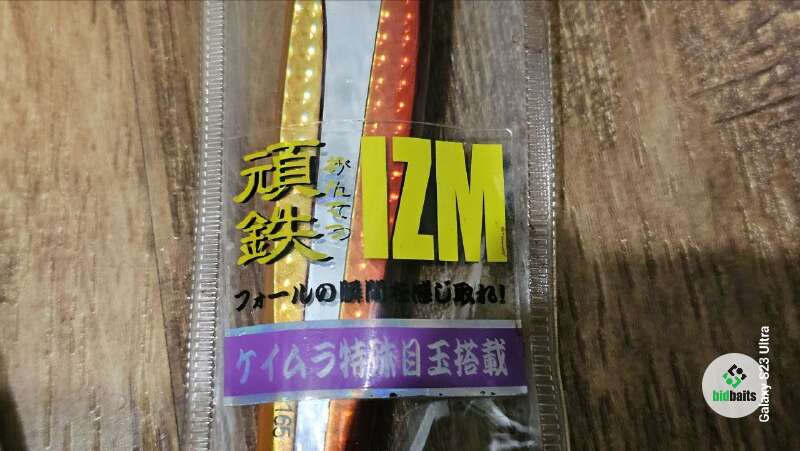 頑鉄
がんてつ
IZM
フォールの瞬間を感じ取れ!
ケイムラ特殊目玉搭載
165
bidbaits
Galaxy S23 Ultra